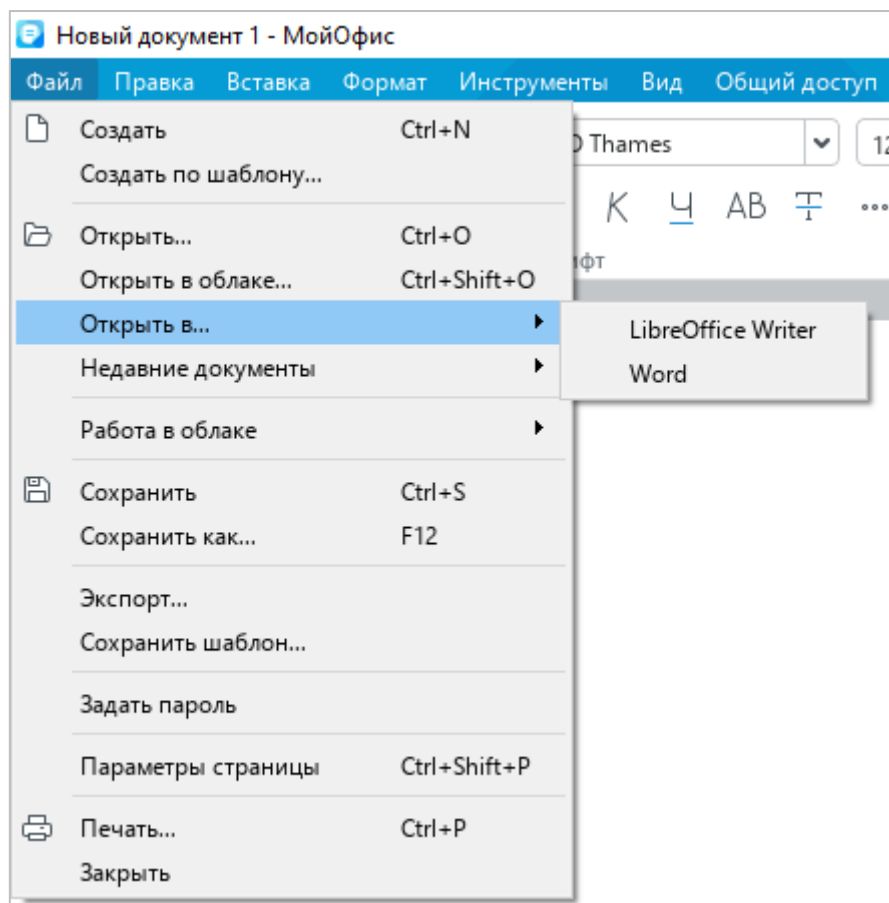 Новый документ 1 - МойОфис
Файл Правка Вставка Формат Инструменты Вид Общий доступ
Создать Ctrl+N
Thames 12
Создать по шаблону...
К Ч АВ Т
Открыть... Ctrl+O
Открыть в облаке... Ctrl+Shift+O
Открыть в...
LibreOffice Writer
Недавние документы
Word
Работа в облаке
Сохранить Ctrl+S
Сохранить как... F12
Экспорт...
Сохранить шаблон...
Задать пароль
Параметры страницы Ctrl+Shift+P
Печать... Ctrl+P
Закрыть